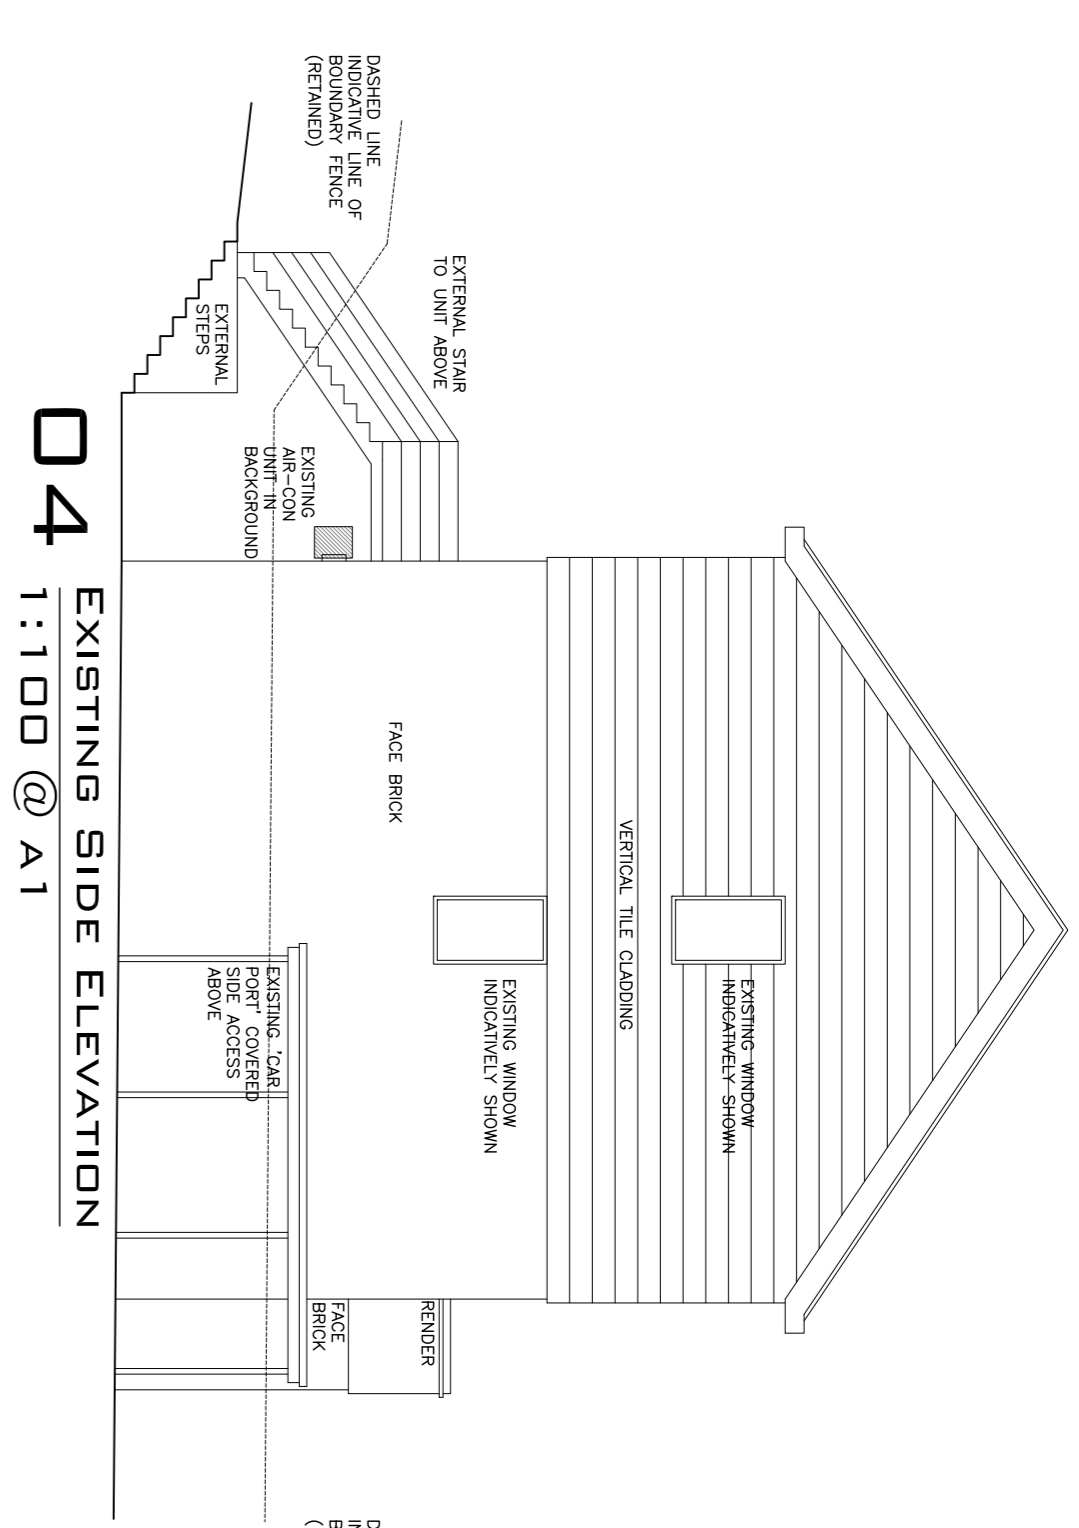 EXISTING WINDOW
INDICATIVELY SHOWN
VERTICAL TILE CLADDING
EXISTING WINDOW
INDICATIVELY SHOWN
EXTERNAL STAIR
TO UNIT ABOVE
RENDER
FACE BRICK
DASHED LINE
INDICATIVE LINE OF
BOUNDARY FENCE
(RETAINED)
FACE
BRICK
EXISTING
AIR-CON
UNIT IN
BACKGROUND
EXISTING 'CAR
PORT' COVERED
SIDE ACCESS
ABOVE
EXTERNAL
STEPS
04 EXISTING SIDE ELEVATION
1:100 @ A1